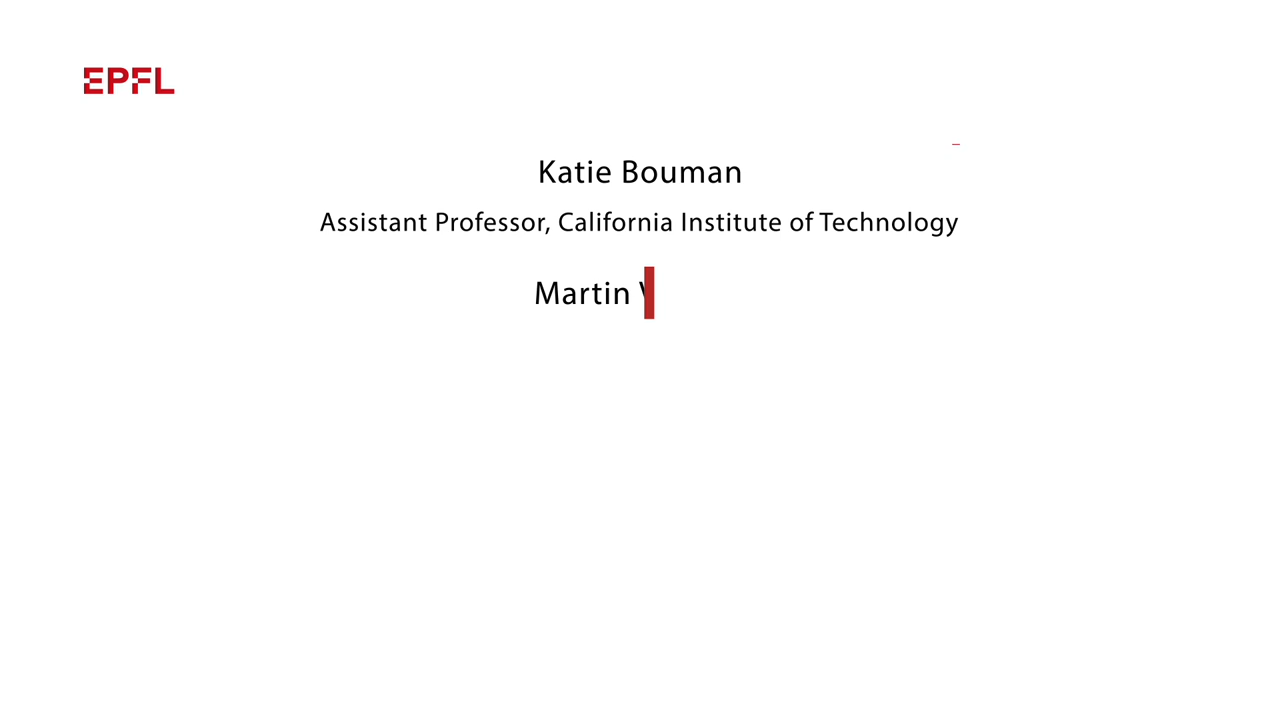 EPFL
Katie Bouman
Assistant Professor, California Institute of Technology
Martin